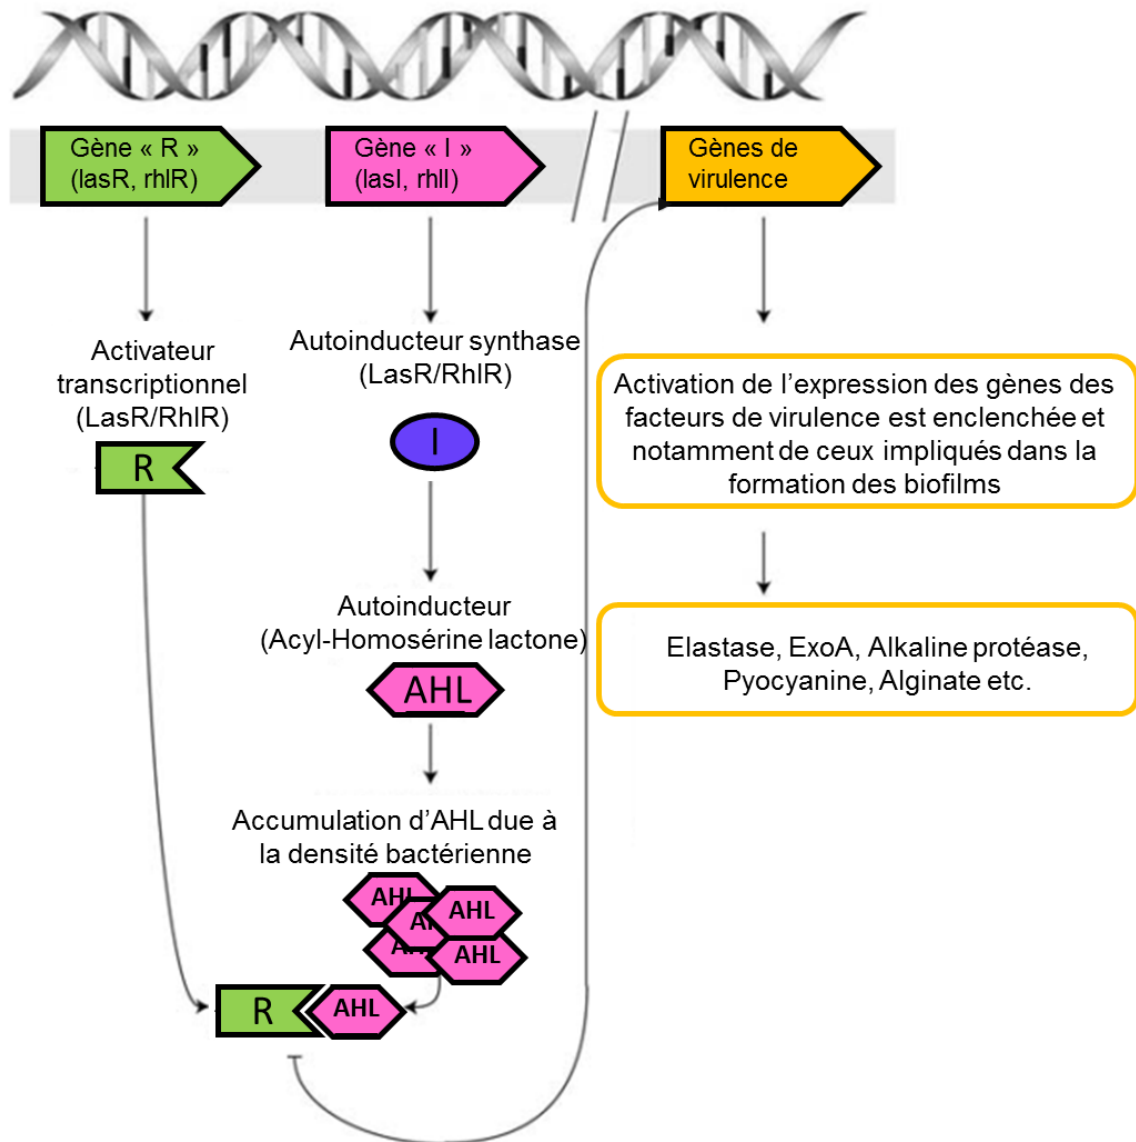 Gène « R »
(lasR, rhlR)
Gène « I »
(lasI, rhlI)
Gènes de
virulence
Activateur
transcriptionnel
(LasR/RhlR)
R
Autoinducteur synthase
(LasR/RhlR)
I
Autoinducteur
(Acyl-Homosérine lactone)
AHL
Accumulation d’AHL due à
la densité bactérienne
AHL
AHL
AHL
AHL
AHL
R
AHL
Activation de l’expression des gènes des
facteurs de virulence est enclenchée et
notamment de ceux impliqués dans la
formation des biofilms
Elastase, ExoA, Alkaline protéase,
Pyocyanine, Alginate etc.